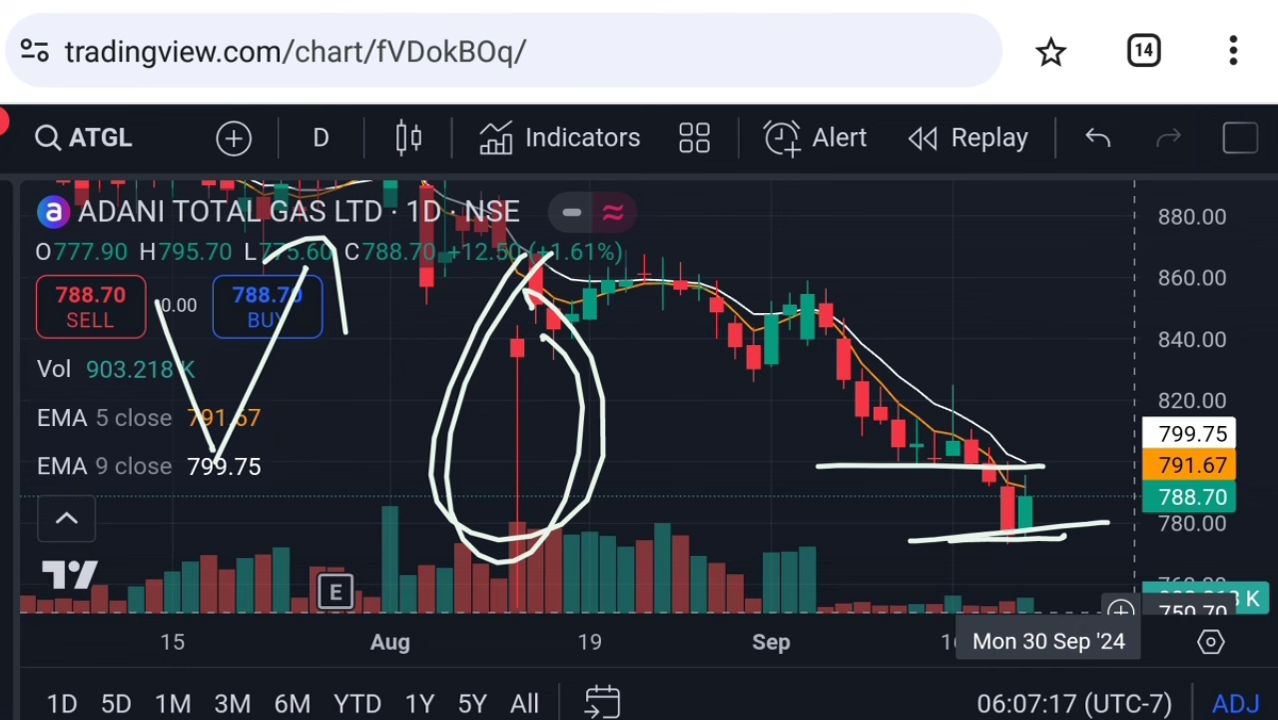 tradingview.com/chart/fVDokBOq/
14
ATGL D Indicators Alert Replay
ADANI TOTAL GAS LTD · 1D · NSE
O777.90 H795.70 L775.60 C788.70 +12.50 (+1.61%)
788.70 SELL
0.00
788.70 BUY
Vol 903.218 K
EMA 5 close 791.67
EMA 9 close 799.75
880.00
860.00
840.00
820.00
799.75
791.67
788.70
780.00
750.70
E
15 Aug 19 Sep Mon 30 Sep '24
1D 5D 1M 3M 6M YTD 1Y 5Y All 06:07:17 (UTC-7) ADJ